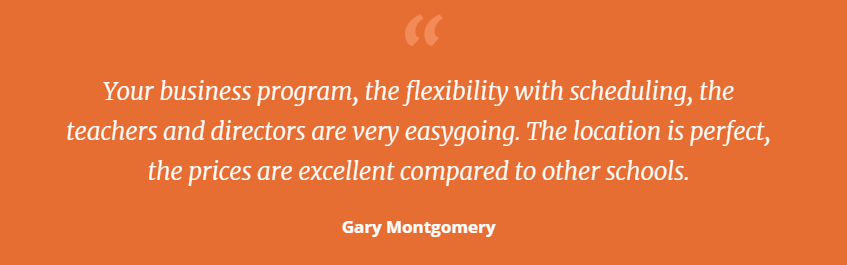 “
Your business program, the flexibility with scheduling, the
teachers and directors are very easygoing. The location is perfect,
the prices are excellent compared to other schools.
Gary Montgomery